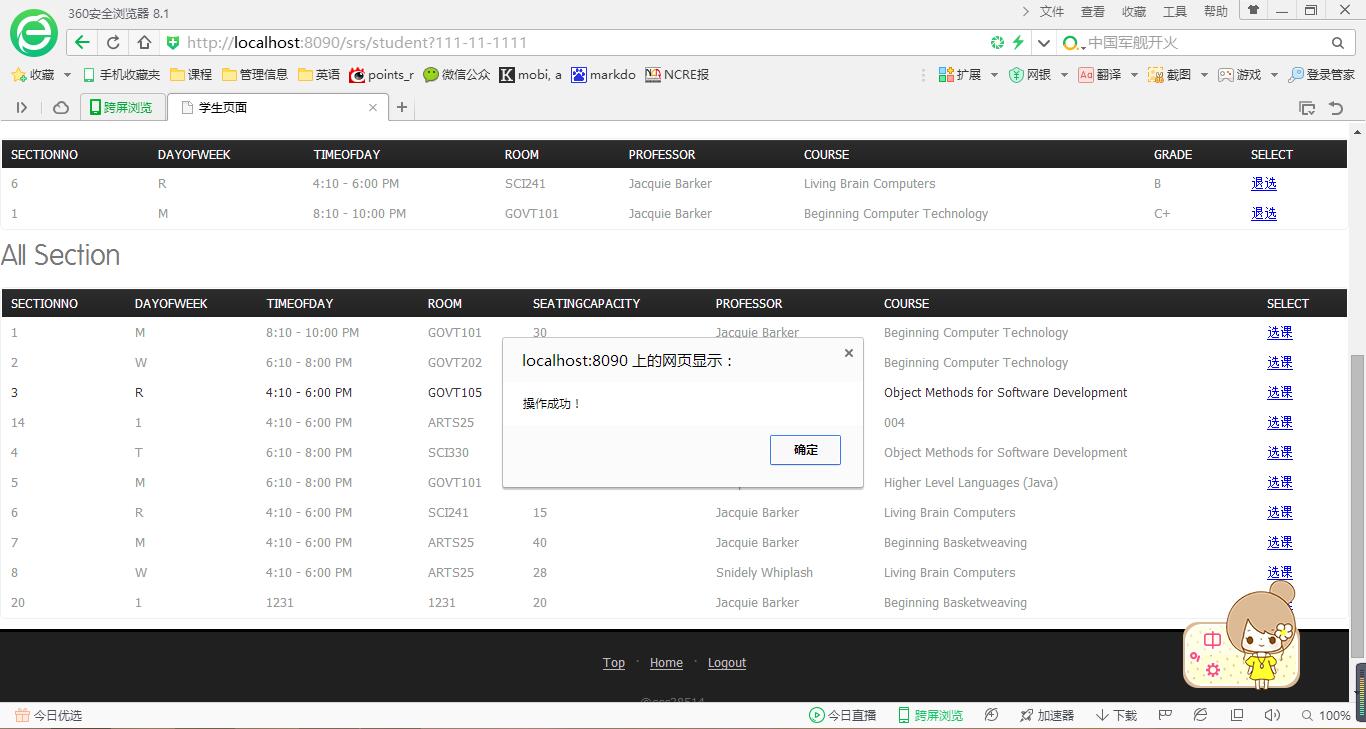 360安全浏览器 8.1
文件 查看 收藏 工具 帮助
http://localhost:8090/srs/student?111-11-1111
中国军舰开火
收藏 手机收藏夹 课程 管理信息 英语 points_r 微信公众 mobi, a markdo NCRE报 扩展 网银 翻译 截图 游戏 登录管家
跨屏浏览 学生页面
SECTIONNO DAYOFWEEK TIMEOFDAY ROOM PROFESSOR COURSE GRADE SELECT
6 R 4:10 - 6:00 PM SCI241 Jacquie Barker Living Brain Computers B 退选
1 M 8:10 - 10:00 PM GOVT101 Jacquie Barker Beginning Computer Technology C+ 退选
All Section
SECTIONNO DAYOFWEEK TIMEOFDAY ROOM SEATINGCAPACITY PROFESSOR COURSE SELECT
1 M 8:10 - 10:00 PM GOVT101 30 Jacquie Barker Beginning Computer Technology 选课
2 W 6:10 - 8:00 PM GOVT202 Beginning Computer Technology 选课
3 R 4:10 - 6:00 PM GOVT105 Object Methods for Software Development 选课
14 1 4:10 - 6:00 PM ARTS25 004 选课
4 T 6:10 - 8:00 PM SCI330 Object Methods for Software Development 选课
5 M 6:10 - 8:00 PM GOVT101 Higher Level Languages (Java) 选课
6 R 4:10 - 6:00 PM SCI241 15 Jacquie Barker Living Brain Computers 选课
7 M 4:10 - 6:00 PM ARTS25 40 Jacquie Barker Beginning Basketweaving 选课
8 W 4:10 - 6:00 PM ARTS25 28 Snidely Whiplash Living Brain Computers 选课
20 1 1231 1231 20 Jacquie Barker Beginning Basketweaving
localhost:8090 上的网页显示：
操作成功！
确定
Top · Home · Logout
中
今日优选 今日直播 跨屏浏览 加速器 下载 100%